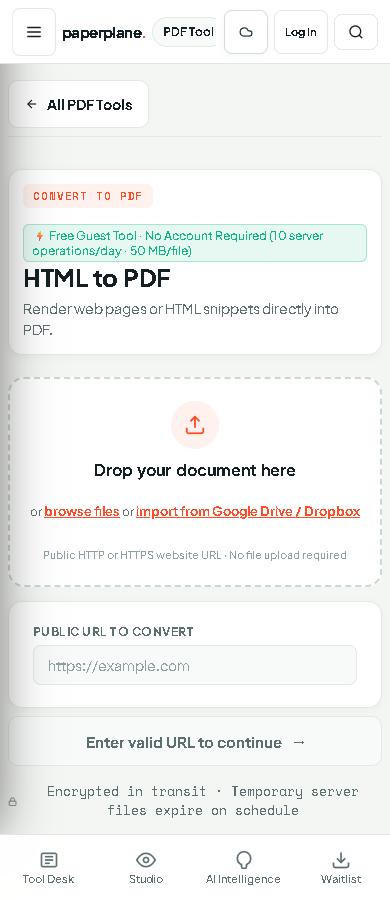 paperplane.
PDF Tool
Log In
← All PDF Tools
CONVERT TO PDF
Free Guest Tool · No Account Required (10 server
operations/day · 50 MB/file)
HTML to PDF
Render web pages or HTML snippets directly into
PDF.
Drop your document here
or browse files or import from Google Drive / Dropbox
Public HTTP or HTTPS website URL · No file upload required
PUBLIC URL TO CONVERT
https://example.com
Enter valid URL to continue →
Encrypted in transit · Temporary server
files expire on schedule
Tool Desk
Studio
AI Intelligence
Waitlist